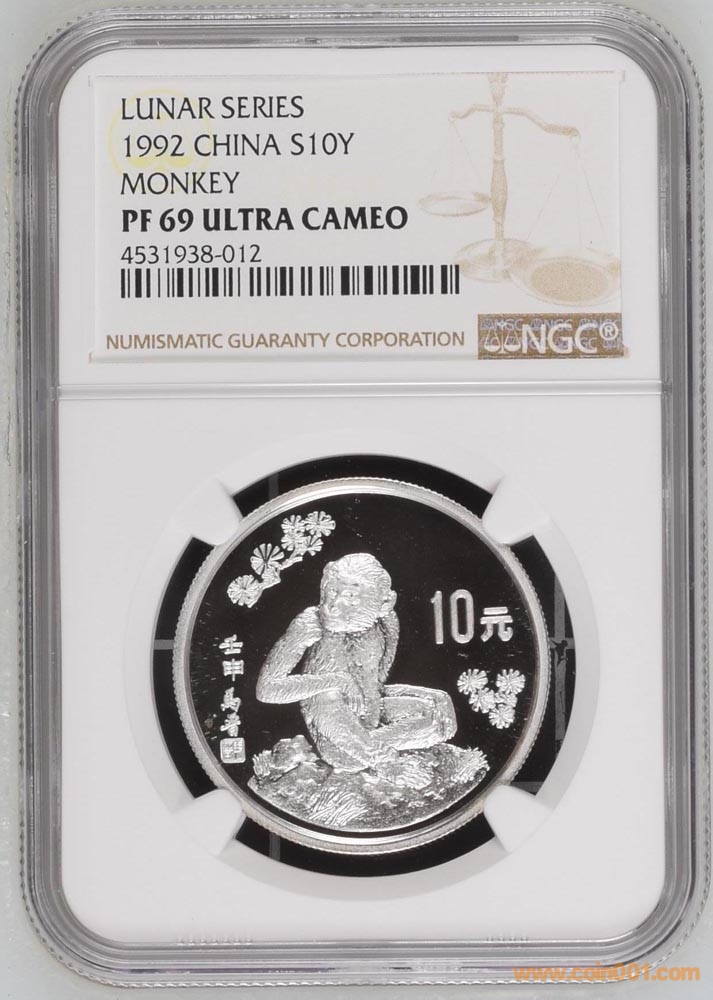 LUNAR SERIES
1992 CHINA S10Y
MONKEY
PF 69 ULTRA CAMEO
4531938-012
NUMISMATIC GUARANTY CORPORATION
NGC®
10元
壬申馬晋
www.coin001.com